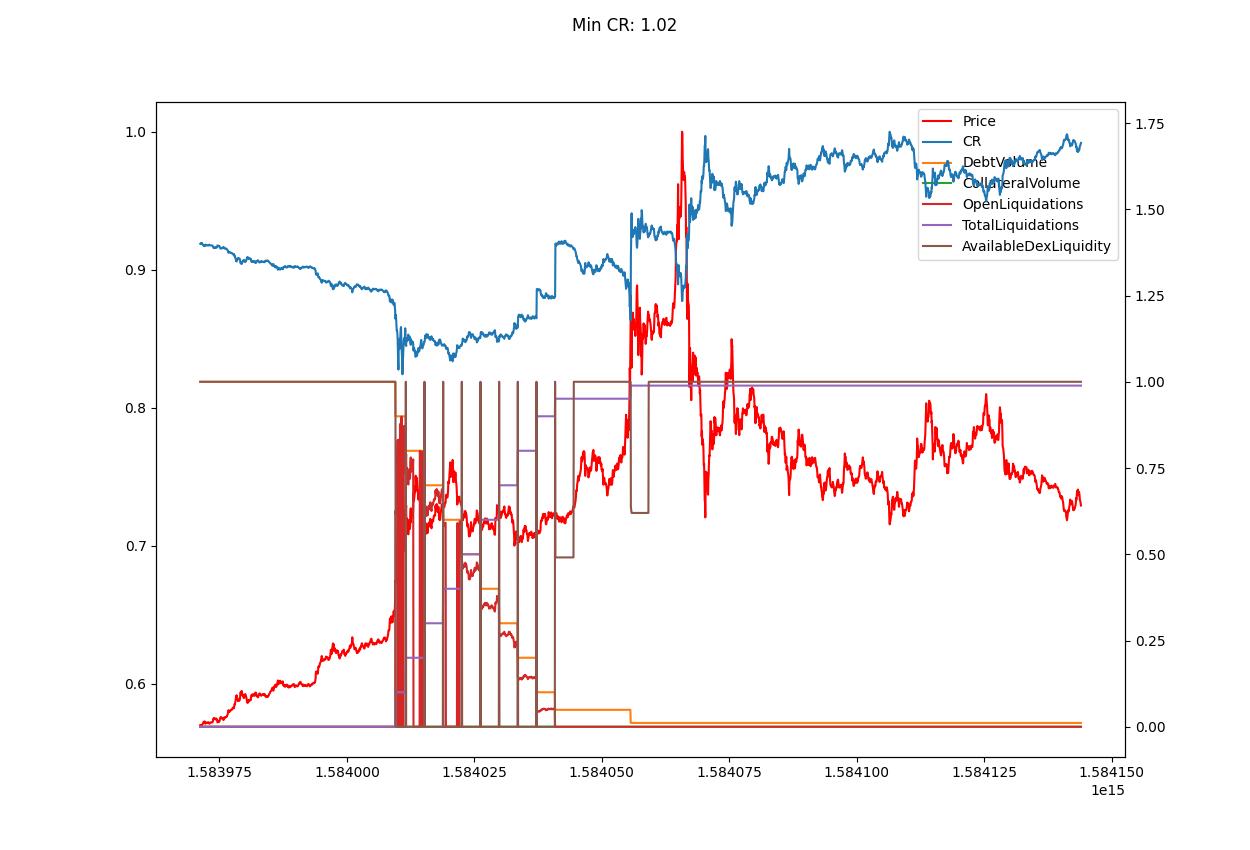 Min CR: 1.02
1.0
0.9
0.8
0.7
0.6
1.75
1.50
1.25
1.00
0.75
0.50
0.25
0.00
Price
CR
DebtVolume
CollateralVolume
OpenLiquidations
TotalLiquidations
AvailableDexLiquidity
1.583975 1.584000 1.584025 1.584050 1.584075 1.584100 1.584125 1.584150
1e15